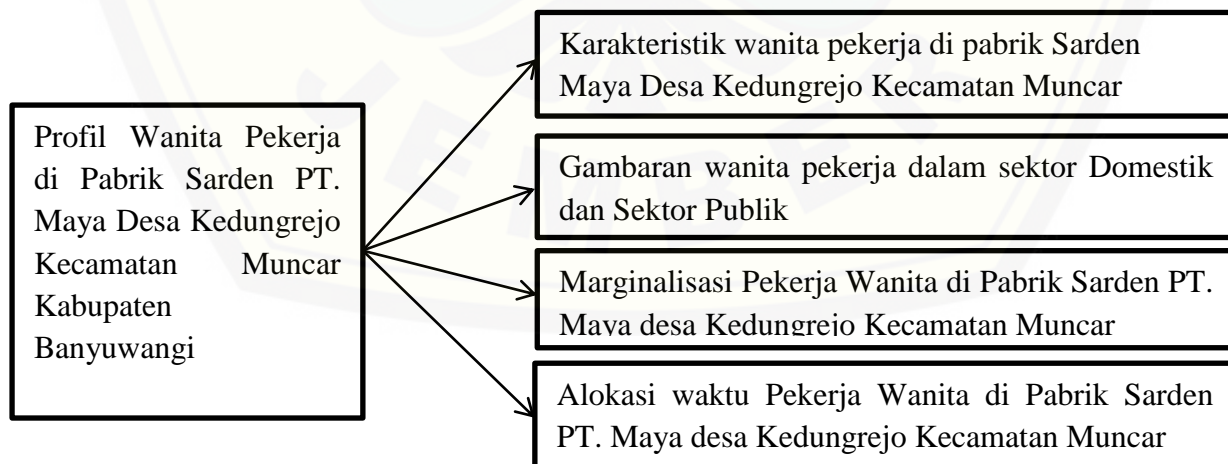 Profil Wanita Pekerja
di Pabrik Sarden PT.
Maya Desa Kedungrejo
Kecamatan Muncar
Kabupaten
Banyuwangi
Karakteristik wanita pekerja di pabrik Sarden
Maya Desa Kedungrejo Kecamatan Muncar
Gambaran wanita pekerja dalam sektor Domestik
dan Sektor Publik
Marginalisasi Pekerja Wanita di Pabrik Sarden PT.
Maya desa Kedungrejo Kecamatan Muncar
Alokasi waktu Pekerja Wanita di Pabrik Sarden
PT. Maya desa Kedungrejo Kecamatan Muncar
JEMBER